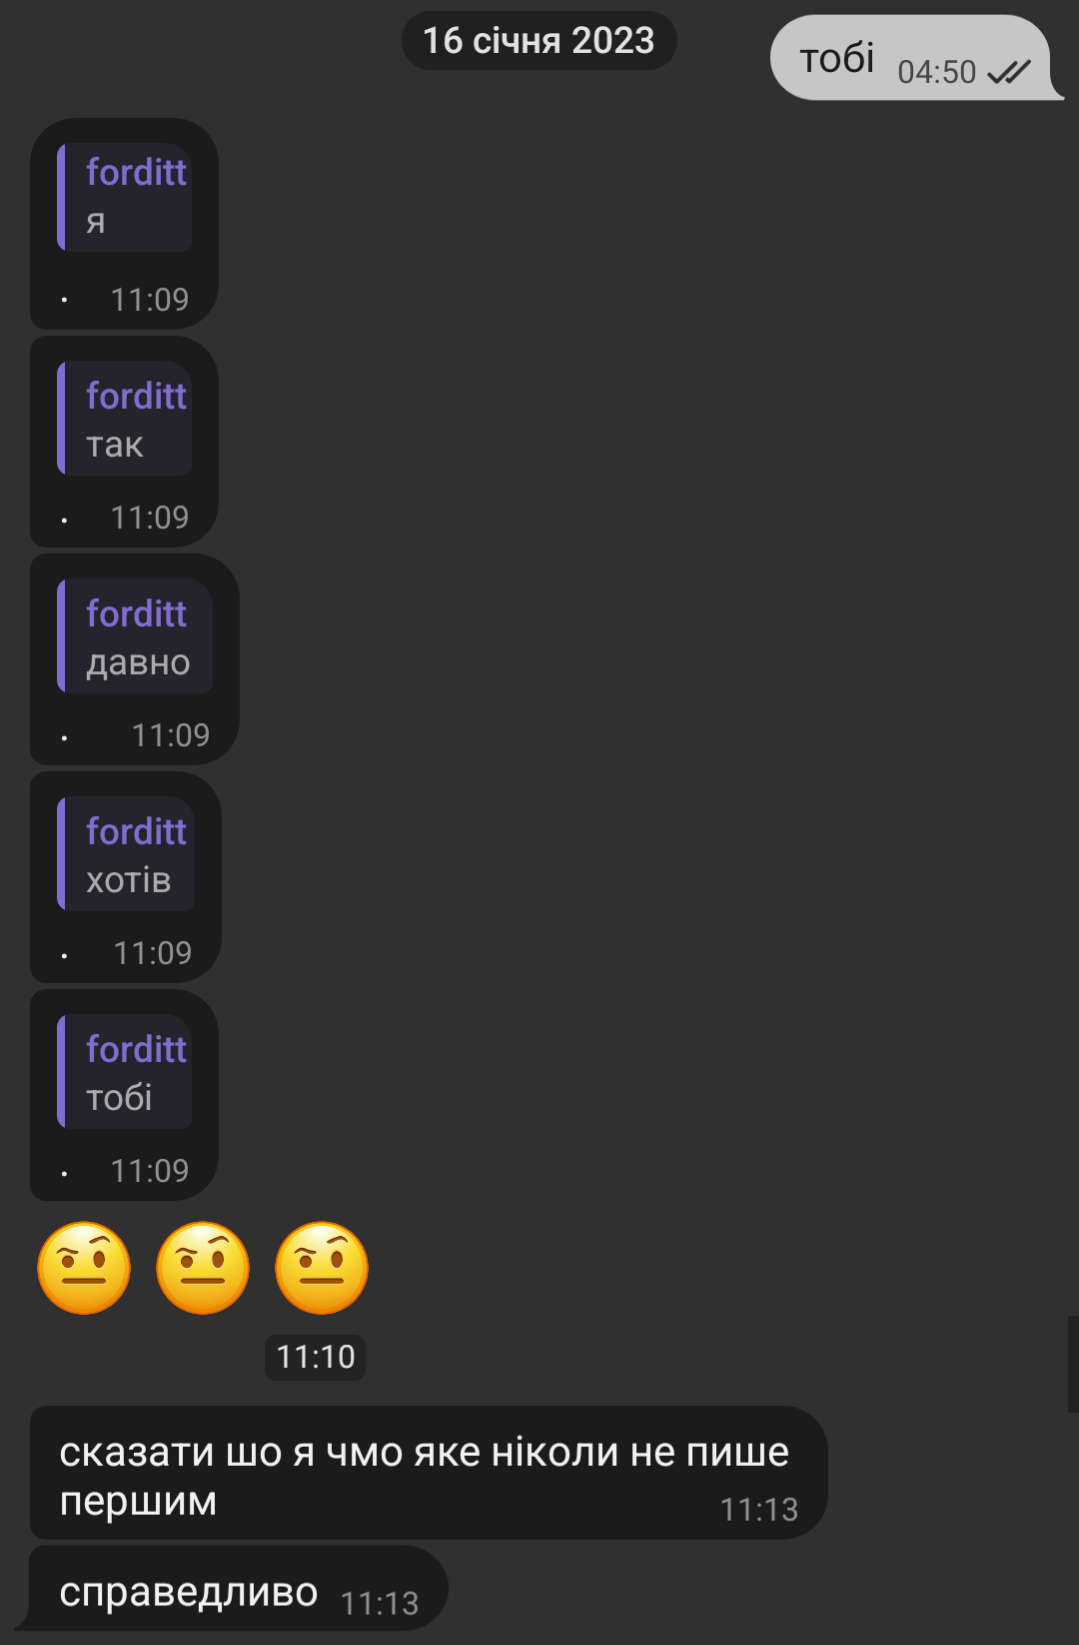 16 січня 2023
тобі 04:50
forditt
я
. 11:09
forditt
так
. 11:09
forditt
давно
. 11:09
forditt
хотів
. 11:09
forditt
тобі
. 11:09
11:10
сказати шо я чмо яке ніколи не пише
першим 11:13
справедливо 11:13